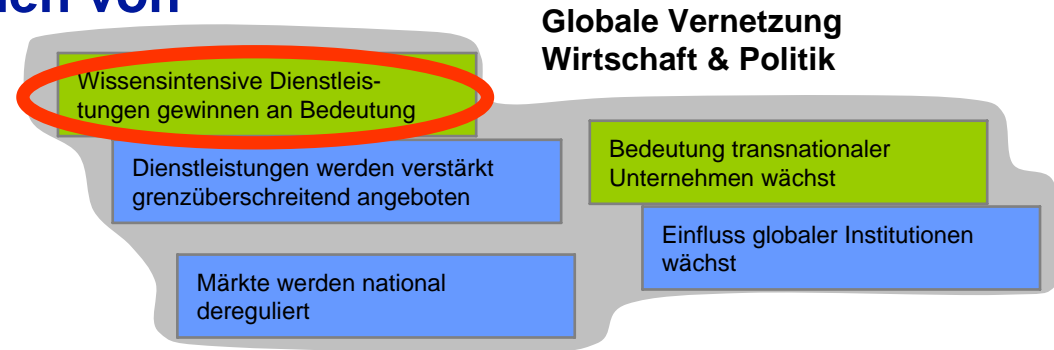 von
Globale Vernetzung
Wirtschaft & Politik
Wissensintensive Dienstleis-
tungen gewinnen an Bedeutung
Dienstleistungen werden verstärkt
grenzüberschreitend angeboten
Märkte werden national
dereguliert
Bedeutung transnationaler
Unternehmen wächst
Einfluss globaler Institutionen
wächst